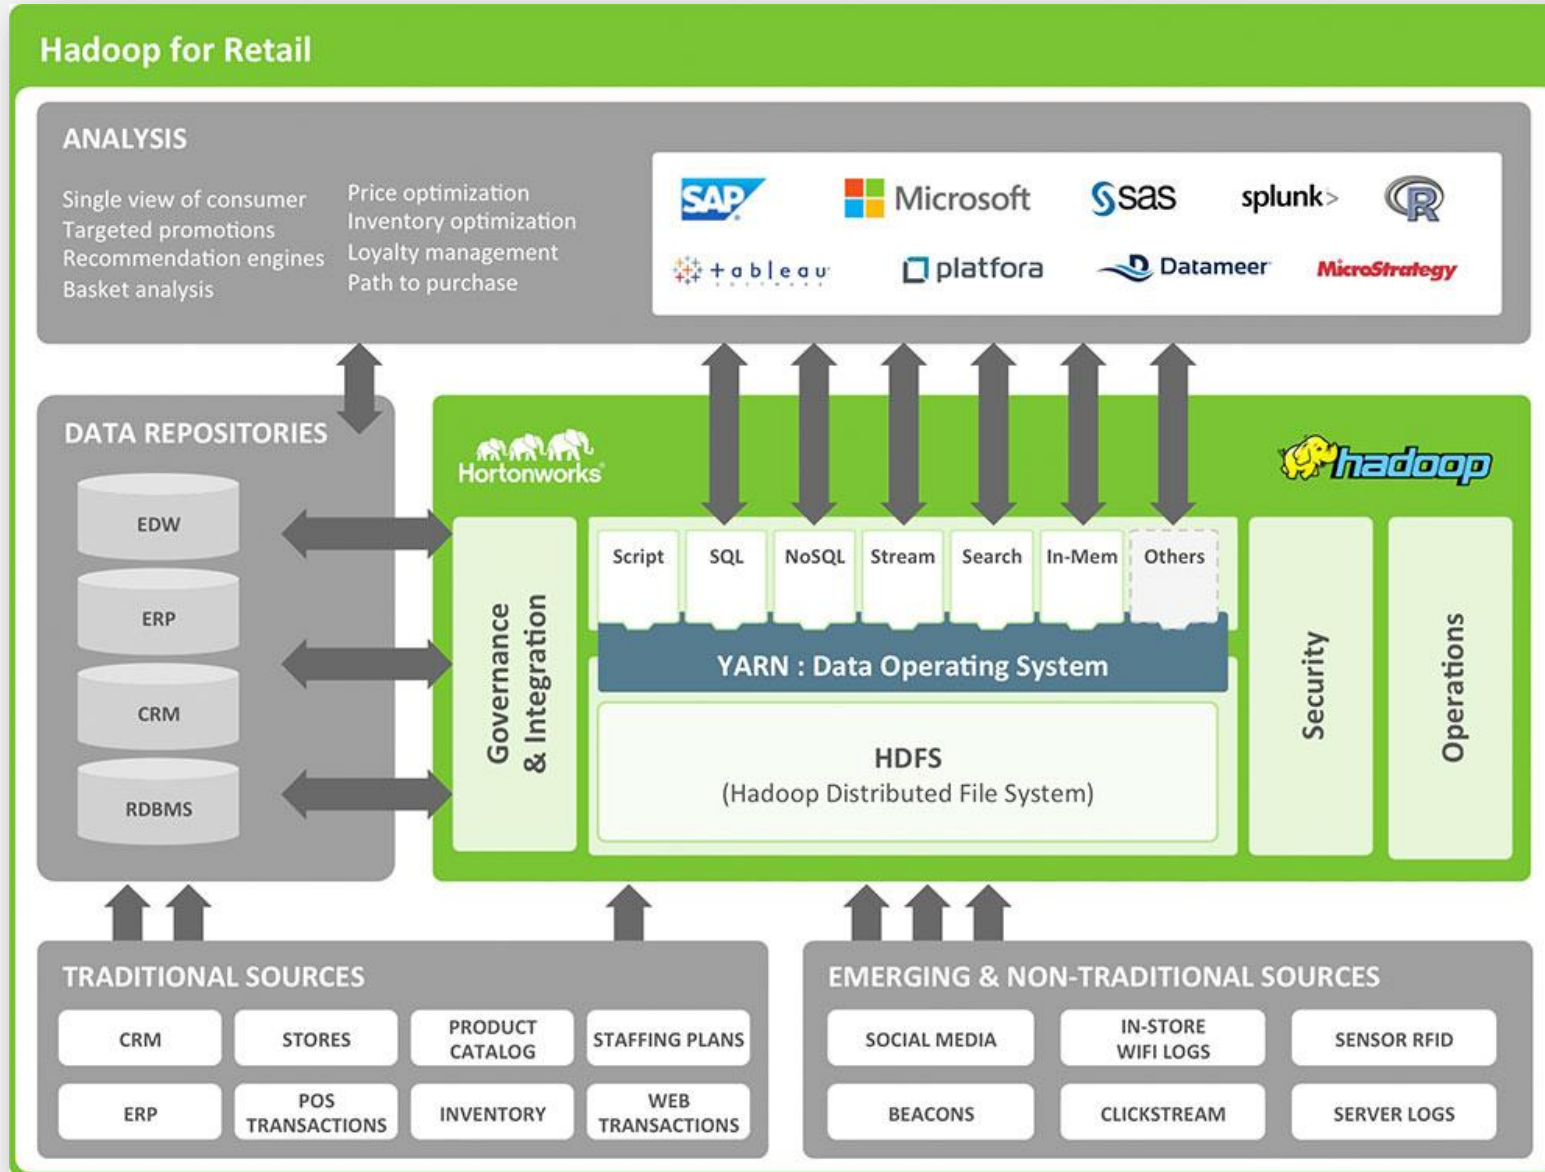 Hadoop for Retail
ANALYSIS
Single view of consumer
Targeted promotions
Recommendation engines
Basket analysis
Price optimization
Inventory optimization
Loyalty management
Path to purchase
SAP
Microsoft
sas
splunk>
R
+ableau
SOFTWARE
platfora
Datameer
MicroStrategy
DATA REPOSITORIES
EDW
ERP
CRM
RDBMS
Hortonworks
hadoop
Governance
& Integration
Script
SQL
NoSQL
Stream
Search
In-Mem
Others
YARN : Data Operating System
HDFS
(Hadoop Distributed File System)
Security
Operations
TRADITIONAL SOURCES
CRM
STORES
PRODUCT
CATALOG
STAFFING PLANS
ERP
POS
TRANSACTIONS
INVENTORY
WEB
TRANSACTIONS
EMERGING & NON-TRADITIONAL SOURCES
SOCIAL MEDIA
IN-STORE
WIFI LOGS
SENSOR RFID
BEACONS
CLICKSTREAM
SERVER LOGS